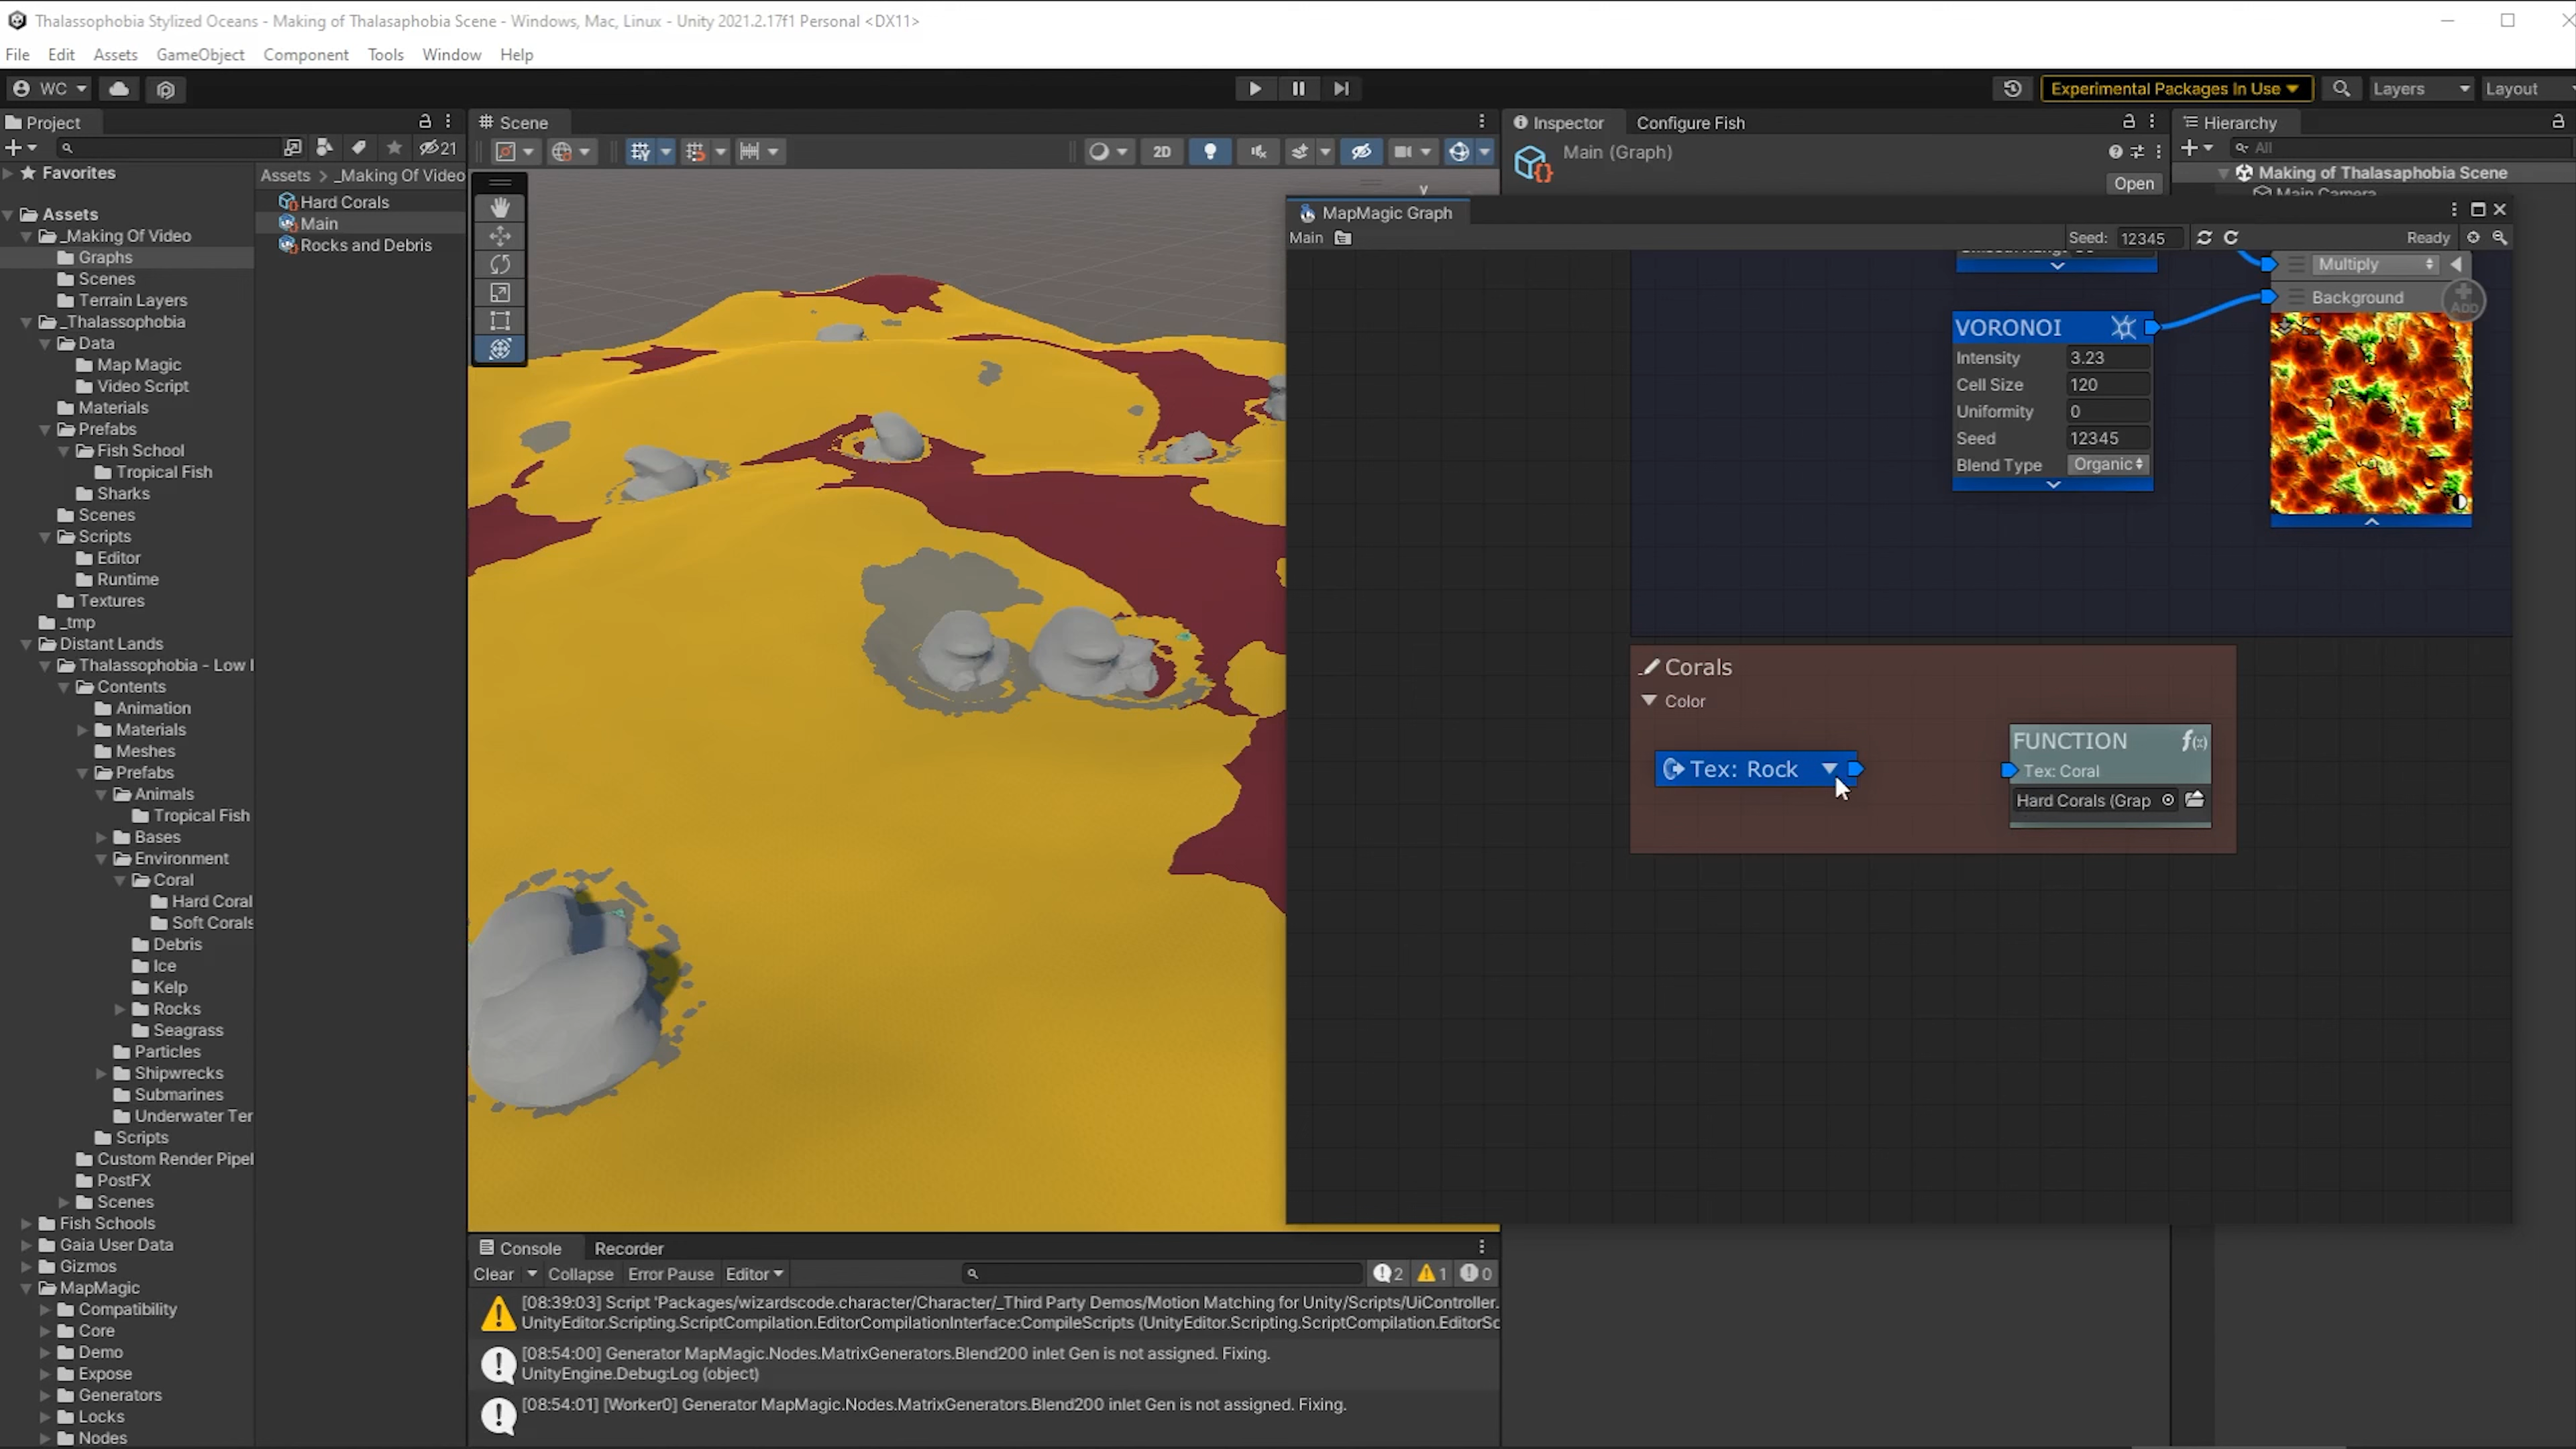 Thalassophobia Stylized Oceans - Making of Thalasaphobia Scene - Windows, Mac, Linux - Unity 2021.2.17f1 Personal <DX11>
File Edit Assets GameObject Component Tools Window Help
WC Experimental Packages In Use Layers Layout
Project
21
Favorites
Assets
_Making Of Video
Graphs
Scenes
Terrain Layers
_Thalassophobia
Data
Map Magic
Video Script
Materials
Prefabs
Fish School
Tropical Fish
Sharks
Scenes
Scripts
Editor
Runtime
Textures
_tmp
Distant Lands
Thalassophobia - Low
Contents
Animation
Materials
Meshes
Prefabs
Animals
Tropical Fish
Bases
Environment
Coral
Hard Coral
Soft Corals
Debris
Ice
Kelp
Rocks
Seagrass
Particles
Shipwrecks
Submarines
Underwater Ter
Scripts
Custom Render Pipel
PostFX
Scenes
Fish Schools
Gaia User Data
Gizmos
MapMagic
Compatibility
Core
Demo
Expose
Generators
Locks
Nodes
Assets > _Making Of Video
Hard Corals
Main
Rocks and Debris
Scene
2D
y
Inspector Configure Fish
Main (Graph)
Open
Hierarchy
All
Making of Thalasaphobia Scene
Main Camera
MapMagic Graph
Main Seed: 12345 Ready
Multiply
Background
Add
VORONOI
Intensity 3.23
Cell Size 120
Uniformity 0
Seed 12345
Blend Type Organic
Corals
Color
Tex: Rock
FUNCTION f(x)
Tex: Coral
Hard Corals (Grap
Console Recorder
Clear Collapse Error Pause Editor 2 1 0
[08:39:03] Script 'Packages/wizardscode.character/Character/_Third Party Demos/Motion Matching for Unity/Scripts/UiController.
UnityEditor.Scripting.ScriptCompilation.EditorCompilationInterface:CompileScripts (UnityEditor.Scripting.ScriptCompilation.EditorSc
[08:54:00] Generator MapMagic.Nodes.MatrixGenerators.Blend200 inlet Gen is not assigned. Fixing.
UnityEngine.Debug:Log (object)
[08:54:01] [Worker0] Generator MapMagic.Nodes.MatrixGenerators.Blend200 inlet Gen is not assigned. Fixing.